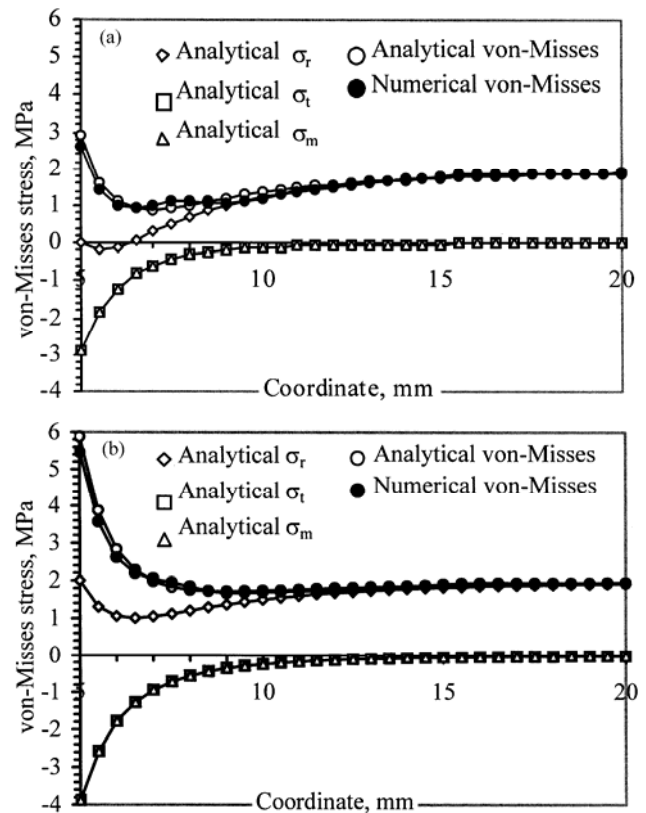 (a)
Analytical σr
Analytical σt
Analytical σm
Analytical von-Misses
Numerical von-Misses
von-Misses stress, MPa
6
5
4
3
2
1
0
-1
-2
-3
-4
5
10
15
20
Coordinate, mm
(b)
Analytical σr
Analytical σt
Analytical σm
Analytical von-Misses
Numerical von-Misses
von-Misses stress, MPa
6
5
4
3
2
1
0
-1
-2
-3
-4
10
15
20
Coordinate, mm